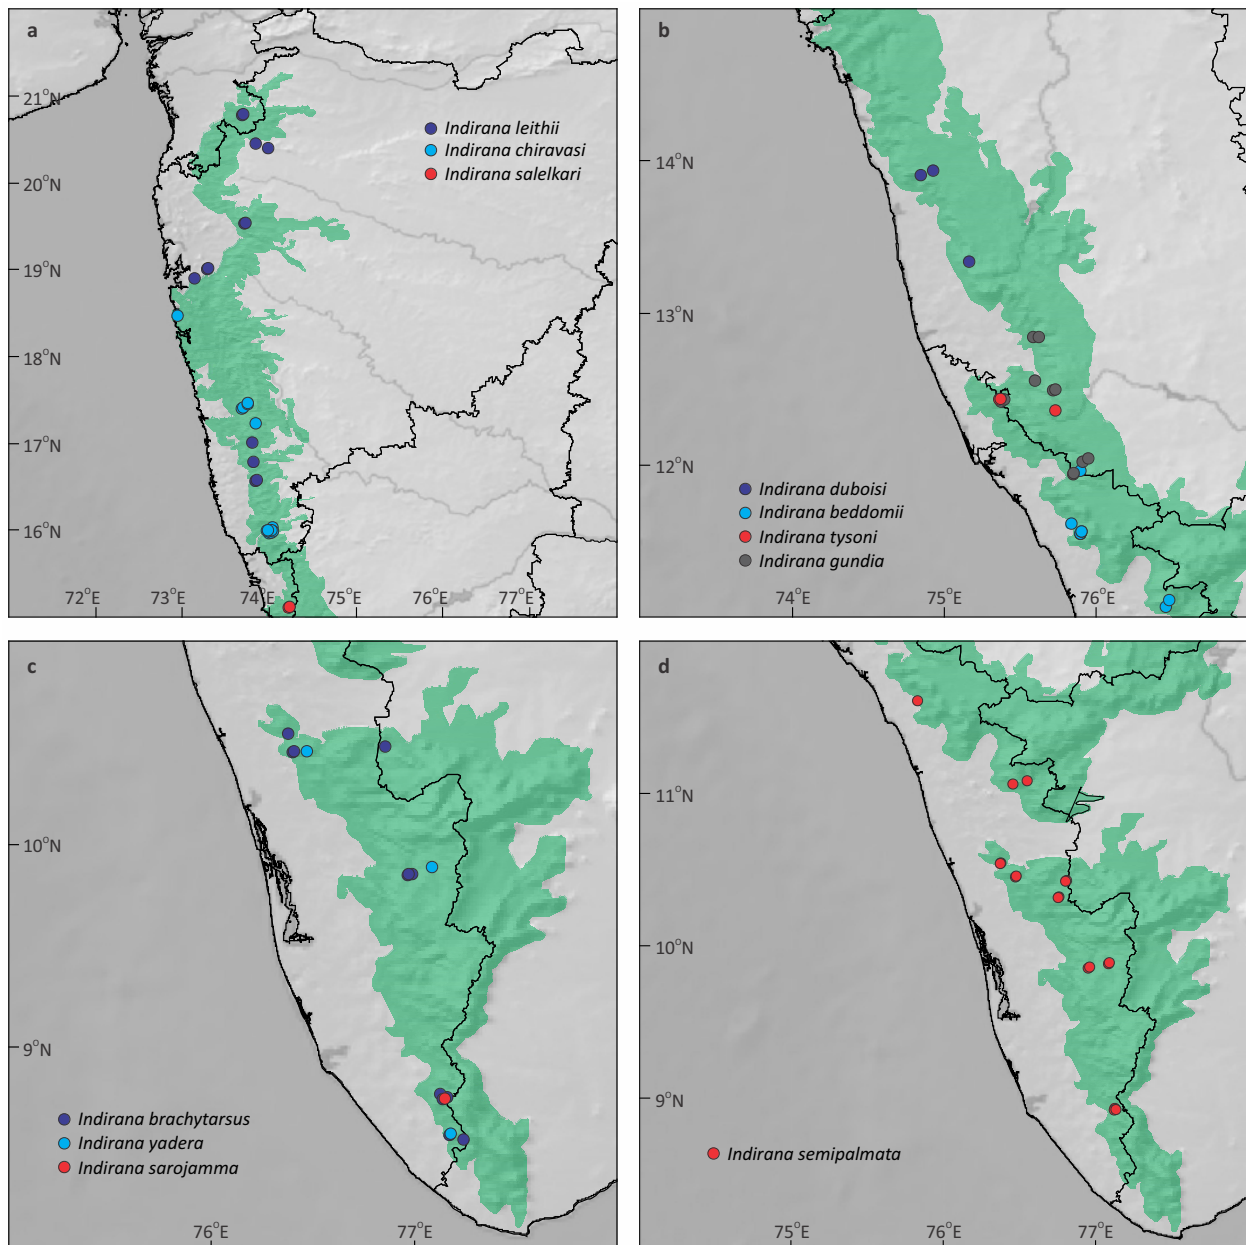 a
21°N
20°N
19°N
18°N
17°N
16°N
72°E
73°E
74°E
75°E
76°E
77°E
Indirana leithii
Indirana chiravasi
Indirana salelkari
b
14°N
13°N
12°N
74°E
75°E
76°E
Indirana duboisi
Indirana beddomii
Indirana tysoni
Indirana gundia
c
10°N
9°N
76°E
77°E
Indirana brachytarsus
Indirana yadera
Indirana sarojamma
d
11°N
10°N
9°N
75°E
76°E
77°E
Indirana semipalmata